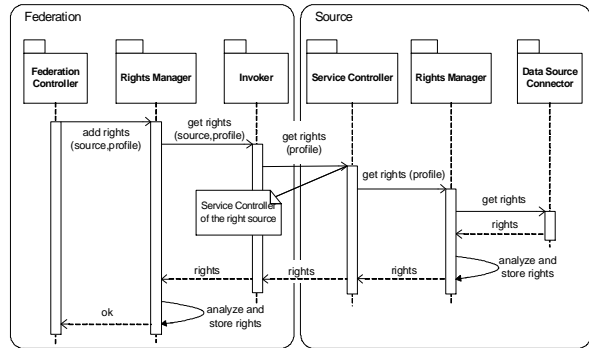 Federation
Source
Federation
Controller
Rights Manager
Invoker
Service Controller
Rights Manager
Data Source
Connector
add rights
(source,profile)
get rights
(source,profile)
get rights
(profile)
get rights (profile)
get rights
Service Controller
of the right source
rights
analyze and
store rights
rights
rights
rights
analyze and
store rights
ok